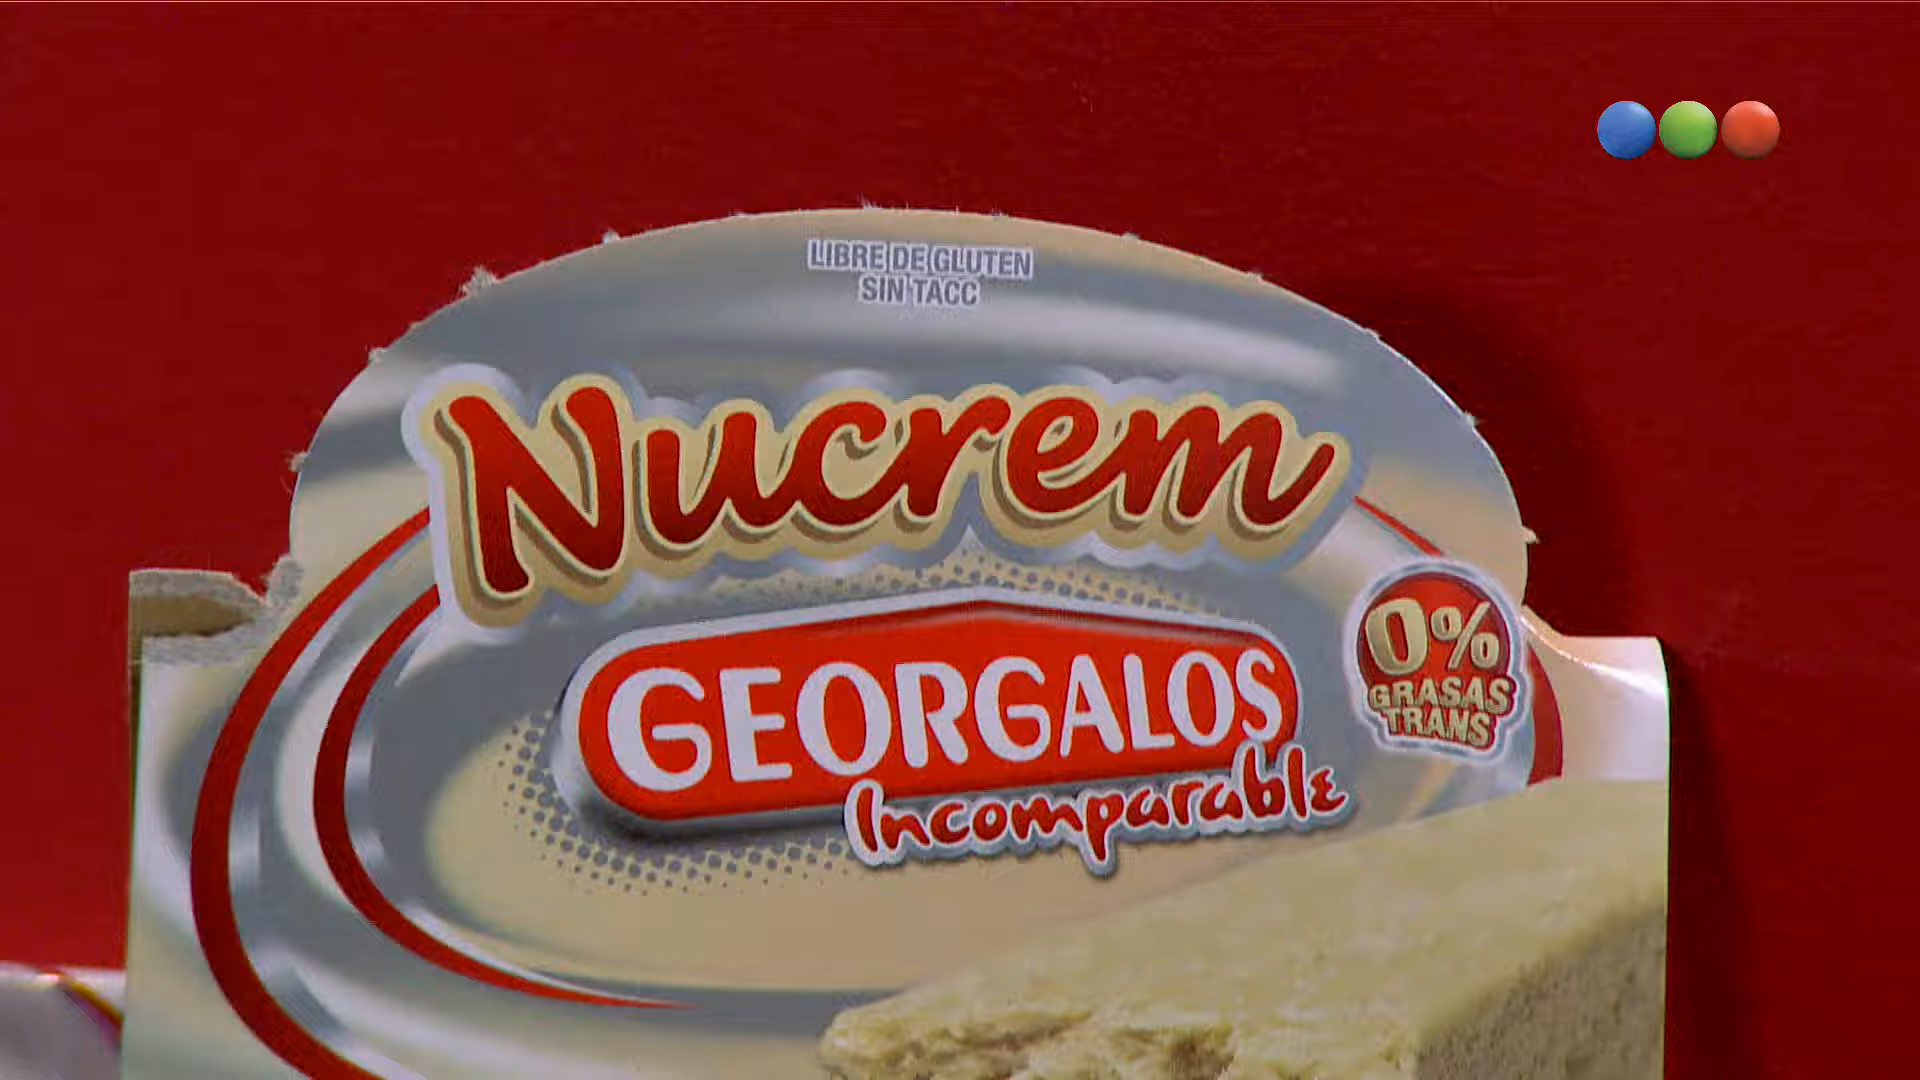 LIBRE DE GLUTEN
SIN TACC
Nucrem
GEORGALOS
Incomparable
0%
GRASAS
TRANS